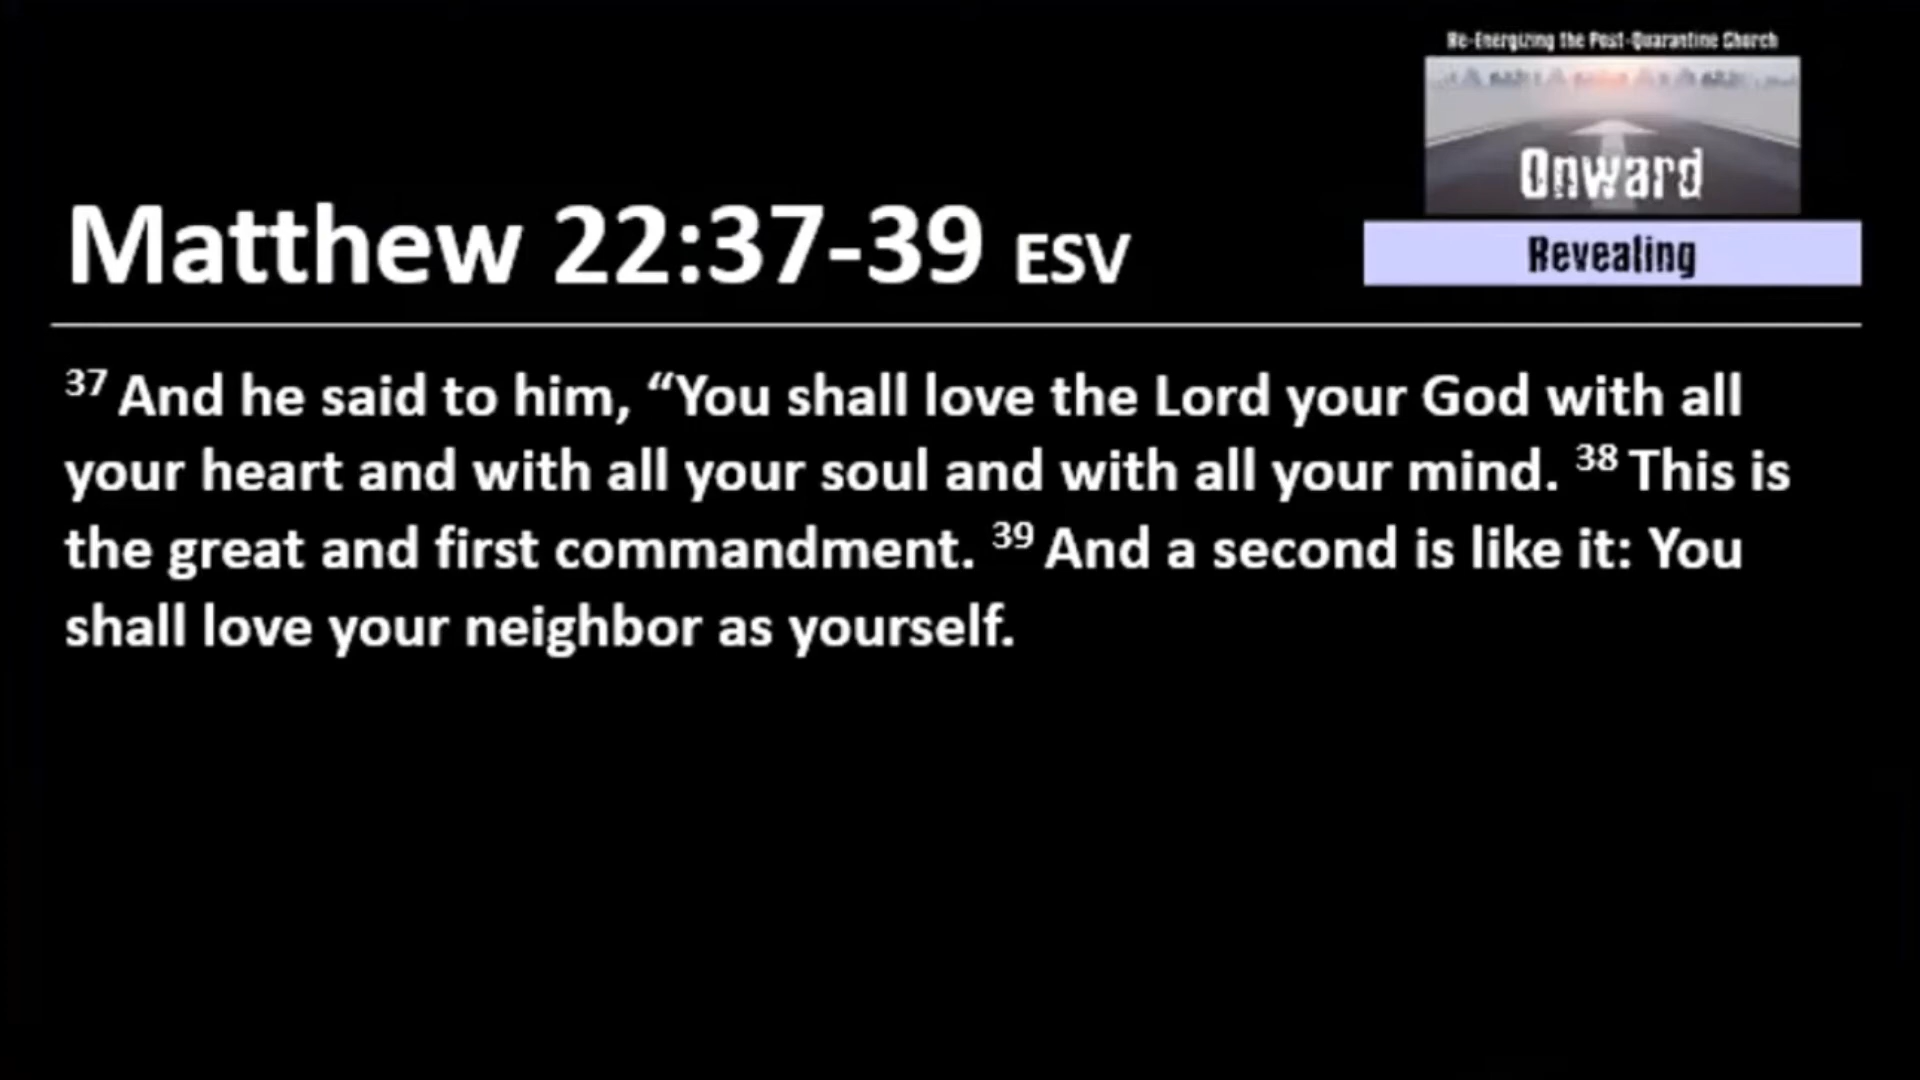 Re-Energizing the Post-Quarantine Church
Onward
Revealing
Matthew 22:37-39 ESV
37 And he said to him, “You shall love the Lord your God with all
your heart and with all your soul and with all your mind. 38 This is
the great and first commandment. 39 And a second is like it: You
shall love your neighbor as yourself.